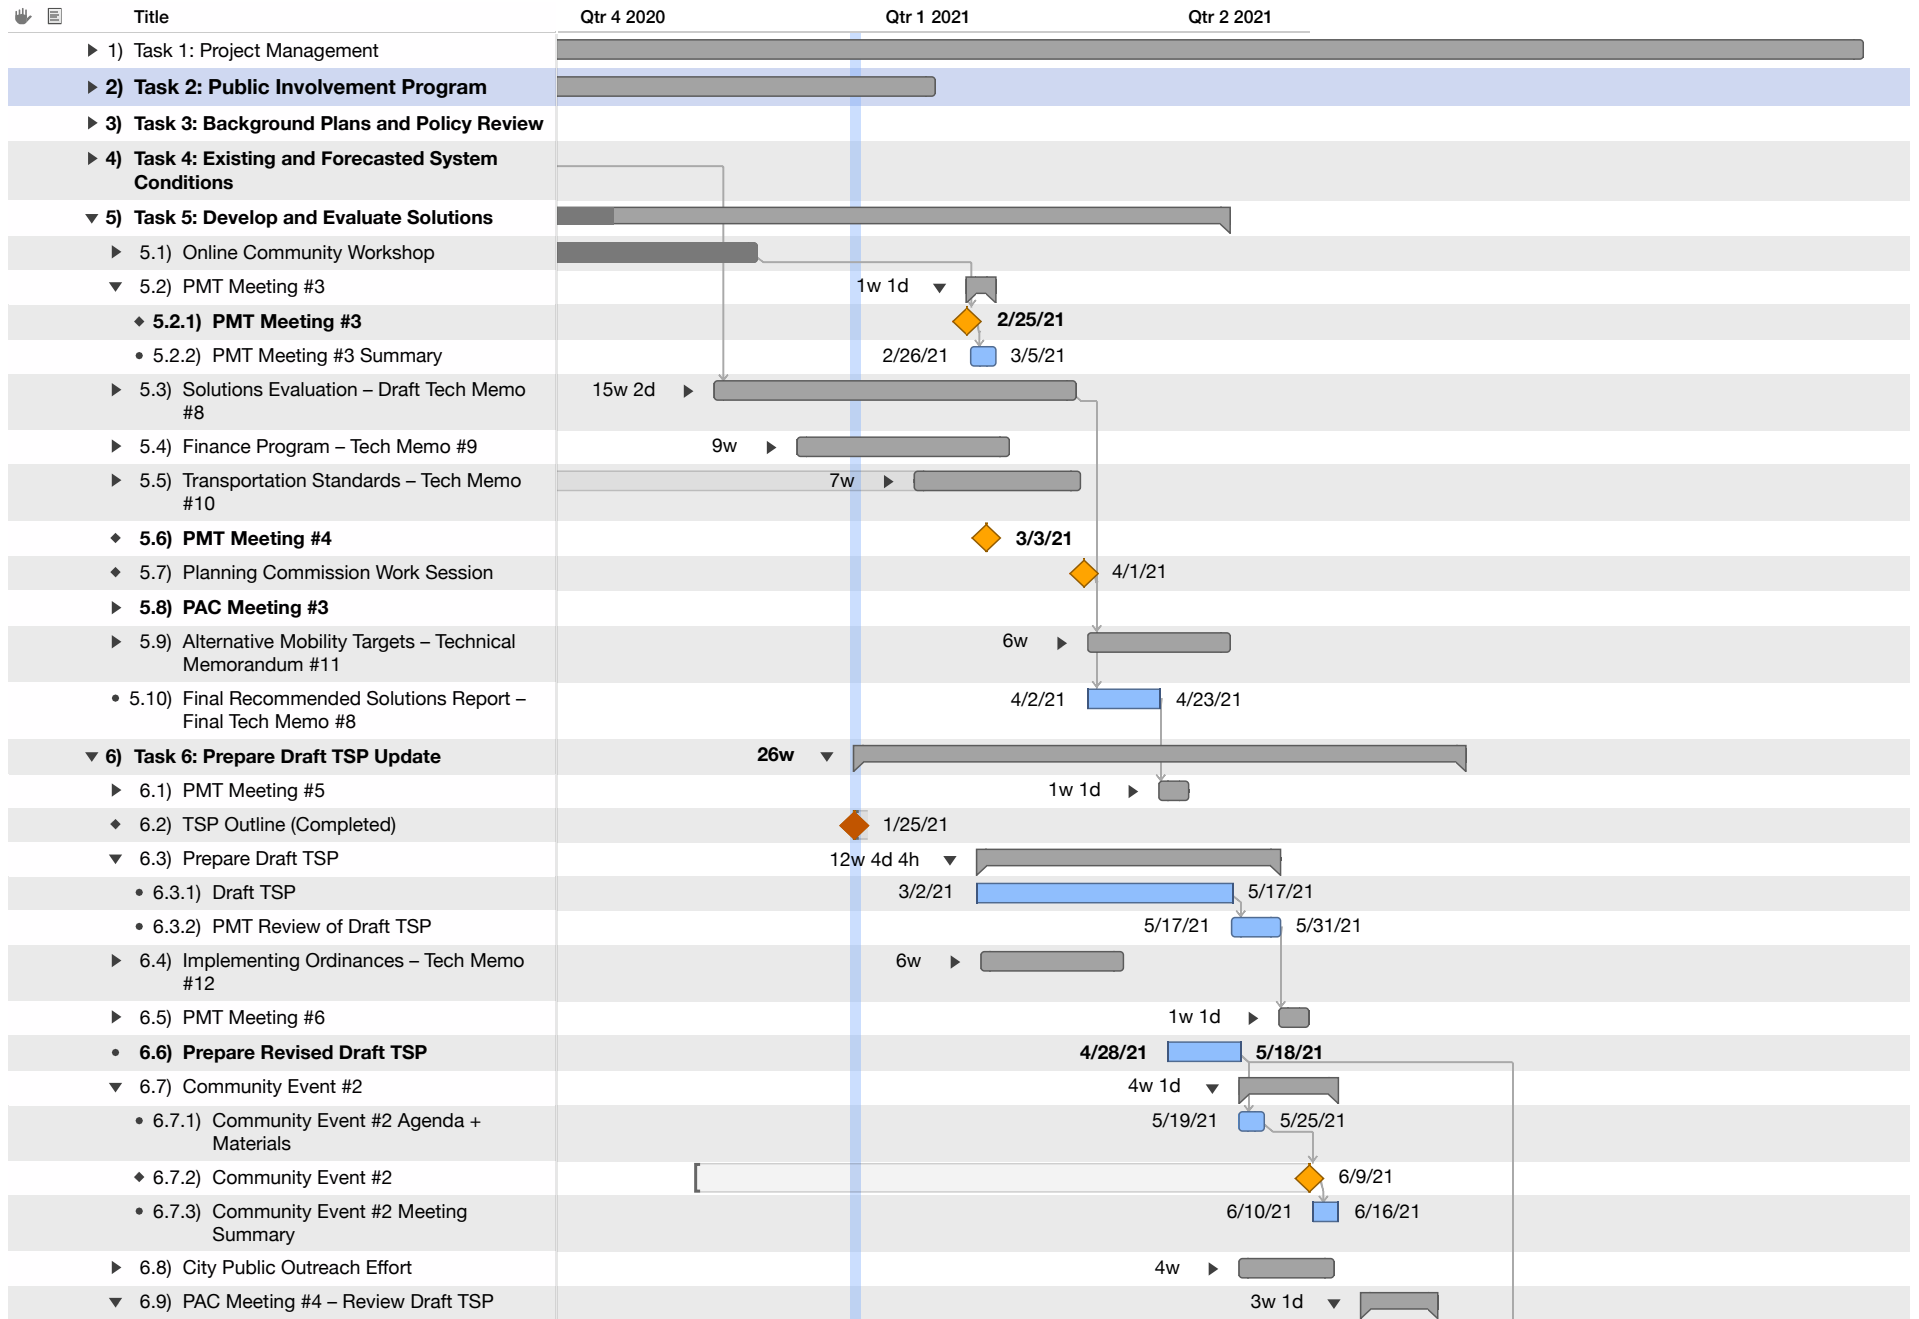 Title Qtr 4 2020 Qtr 1 2021 Qtr 2 2021
1) Task 1: Project Management
2) Task 2: Public Involvement Program
3) Task 3: Background Plans and Policy Review
4) Task 4: Existing and Forecasted System
Conditions
5) Task 5: Develop and Evaluate Solutions
5.1) Online Community Workshop
5.2) PMT Meeting #3 1w 1d
5.2.1) PMT Meeting #3 2/25/21
5.2.2) PMT Meeting #3 Summary 2/26/21 3/5/21
5.3) Solutions Evaluation – Draft Tech Memo 15w 2d
#8
5.4) Finance Program – Tech Memo #9 9w
5.5) Transportation Standards – Tech Memo 7w
#10
5.6) PMT Meeting #4 3/3/21
5.7) Planning Commission Work Session 4/1/21
5.8) PAC Meeting #3
5.9) Alternative Mobility Targets – Technical 6w
Memorandum #11
5.10) Final Recommended Solutions Report – 4/2/21 4/23/21
Final Tech Memo #8
6) Task 6: Prepare Draft TSP Update 26w
6.1) PMT Meeting #5 1w 1d
6.2) TSP Outline (Completed) 1/25/21
6.3) Prepare Draft TSP 12w 4d 4h
6.3.1) Draft TSP 3/2/21 5/17/21
6.3.2) PMT Review of Draft TSP 5/17/21 5/31/21
6.4) Implementing Ordinances – Tech Memo 6w
#12
6.5) PMT Meeting #6 1w 1d
6.6) Prepare Revised Draft TSP 4/28/21 5/18/21
6.7) Community Event #2 4w 1d
6.7.1) Community Event #2 Agenda + 5/19/21 5/25/21
Materials
6.7.2) Community Event #2 6/9/21
6.7.3) Community Event #2 Meeting 6/10/21 6/16/21
Summary
6.8) City Public Outreach Effort 4w
6.9) PAC Meeting #4 – Review Draft TSP 3w 1d